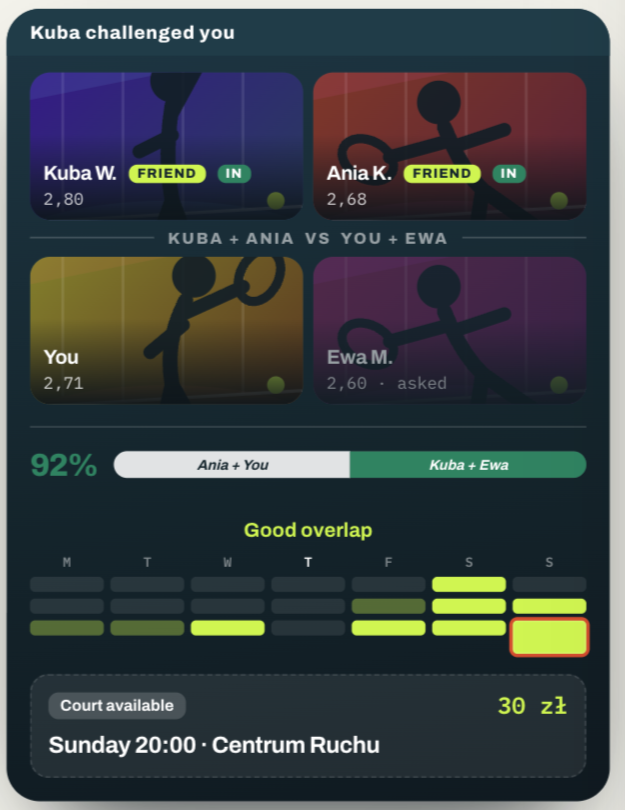 Kuba challenged you
Kuba W. FRIEND IN
2,80
Ania K. FRIEND IN
2,68
KUBA + ANIA VS YOU + EWA
You
2,71
Ewa M.
2,60 · asked
92% Ania + You Kuba + Ewa
Good overlap
M T W T F S S
Court available 30 zł
Sunday 20:00 · Centrum Ruchu